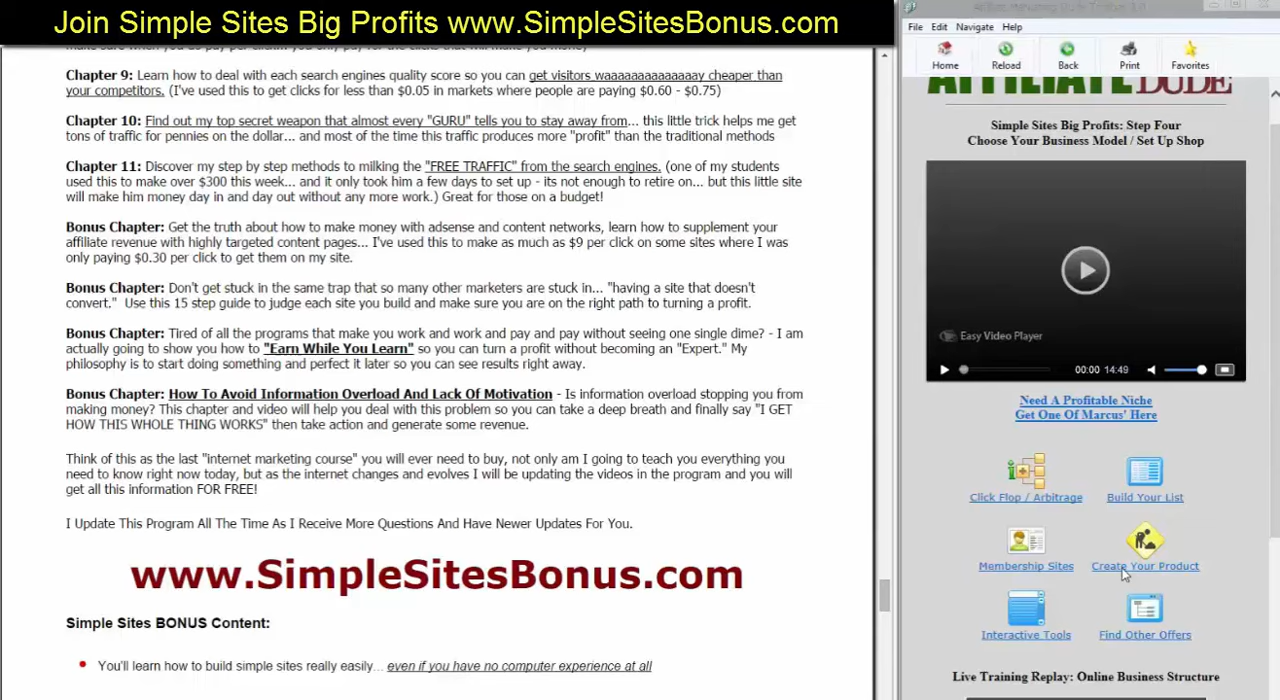 Join Simple Sites Big Profits www.SimpleSitesBonus.com
Chapter 9: Learn how to deal with each search engines quality score so you can get visitors waaaaaaaaaaaaaay cheaper than
your competitors. (I've used this to get clicks for less than $0.05 in markets where people are paying $0.60 - $0.75)
Chapter 10: Find out my top secret weapon that almost every "GURU" tells you to stay away from... this little trick helps me get
tons of traffic for pennies on the dollar... and most of the time this traffic produces more "profit" than the traditional methods
Chapter 11: Discover my step by step methods to milking the "FREE TRAFFIC" from the search engines. (one of my students
used this to make over $300 this week... and it only took him a few days to set up - its not enough to retire on... but this little site
will make him money day in and day out without any more work.) Great for those on a budget!
Bonus Chapter: Get the truth about how to make money with adsense and content networks, learn how to supplement your
affiliate revenue with highly targeted content pages... I've used this to make as much as $9 per click on some sites where I was
only paying $0.30 per click to get them on my site.
Bonus Chapter: Don't get stuck in the same trap that so many other marketers are stuck in... "having a site that doesn't
convert." Use this 15 step guide to judge each site you build and make sure you are on the right path to turning a profit.
Bonus Chapter: Tired of all the programs that make you work and work and pay and pay without seeing one single dime? - I am
actually going to show you how to "Earn While You Learn" so you can turn a profit without becoming an "Expert." My
philosophy is to start doing something and perfect it later so you can see results right away.
Bonus Chapter: How To Avoid Information Overload And Lack Of Motivation - Is information overload stopping you from
making money? This chapter and video will help you deal with this problem so you can take a deep breath and finally say "I GET
HOW THIS WHOLE THING WORKS" then take action and generate some revenue.
Think of this as the last "internet marketing course" you will ever need to buy, not only am I going to teach you everything you
need to know right now today, but as the internet changes and evolves I will be updating the videos in the program and you will
get all this information FOR FREE!
I Update This Program All The Time As I Receive More Questions And Have Newer Updates For You.
www.SimpleSitesBonus.com
Simple Sites BONUS Content:
You'll learn how to build simple sites really easily... even if you have no computer experience at all
File Edit Navigate Help
Home Reload Back Print Favorites
AFFILIATE DUDE
Simple Sites Big Profits: Step Four
Choose Your Business Model / Set Up Shop
Easy Video Player
00:00 14:49
Need A Profitable Niche
Get One Of Marcus' Here
Click Flop / Arbitrage
Build Your List
Membership Sites
Create Your Product
Interactive Tools
Find Other Offers
Live Training Replay: Online Business Structure